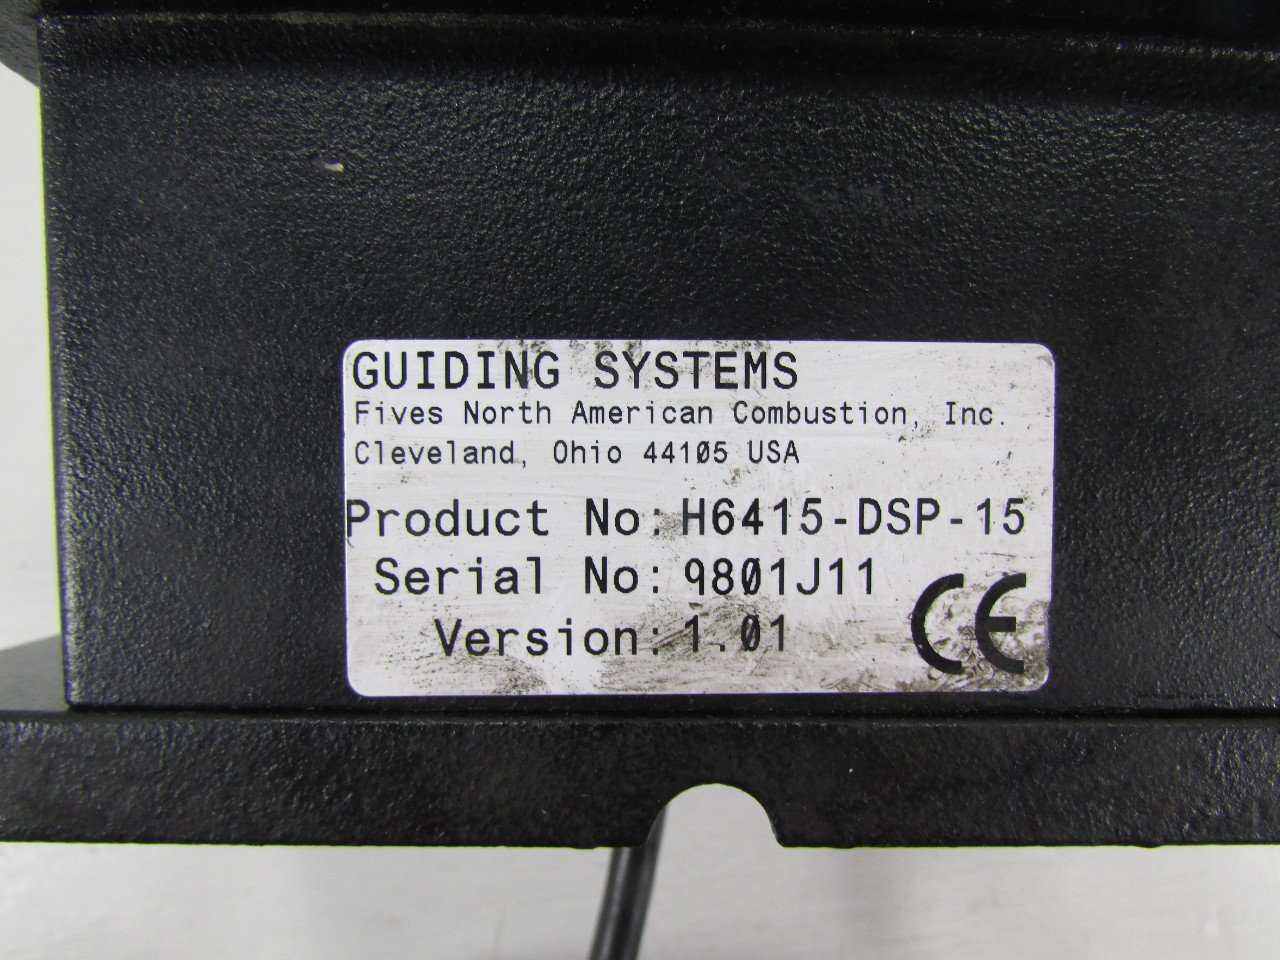 GUIDING SYSTEMS
Fives North American Combustion, Inc.
Cleveland, Ohio 44105 USA
Product No: H6415-DSP-15
Serial No: 9801J11
Version: 1.01
CE